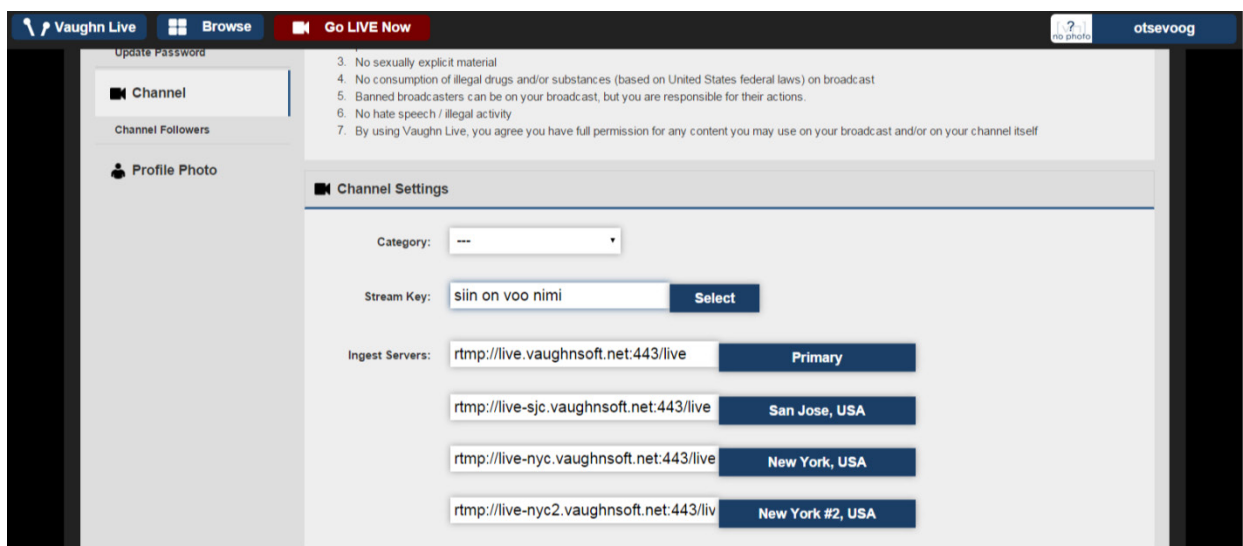 Vaughn Live
Browse
Go LIVE Now
no photo
otsevoog
Update Password
Channel
Channel Followers
Profile Photo
3. No sexually explicit material
4. No consumption of illegal drugs and/or substances (based on United States federal laws) on broadcast
5. Banned broadcasters can be on your broadcast, but you are responsible for their actions.
6. No hate speech / illegal activity
7. By using Vaughn Live, you agree you have full permission for any content you may use on your broadcast and/or on your channel itself
Channel Settings
Category: ---
Stream Key: siin on voo nimi Select
Ingest Servers: rtmp://live.vaughnsoft.net:443/live Primary
rtmp://live-sjc.vaughnsoft.net:443/live San Jose, USA
rtmp://live-nyc.vaughnsoft.net:443/live New York, USA
rtmp://live-nyc2.vaughnsoft.net:443/liv New York #2, USA